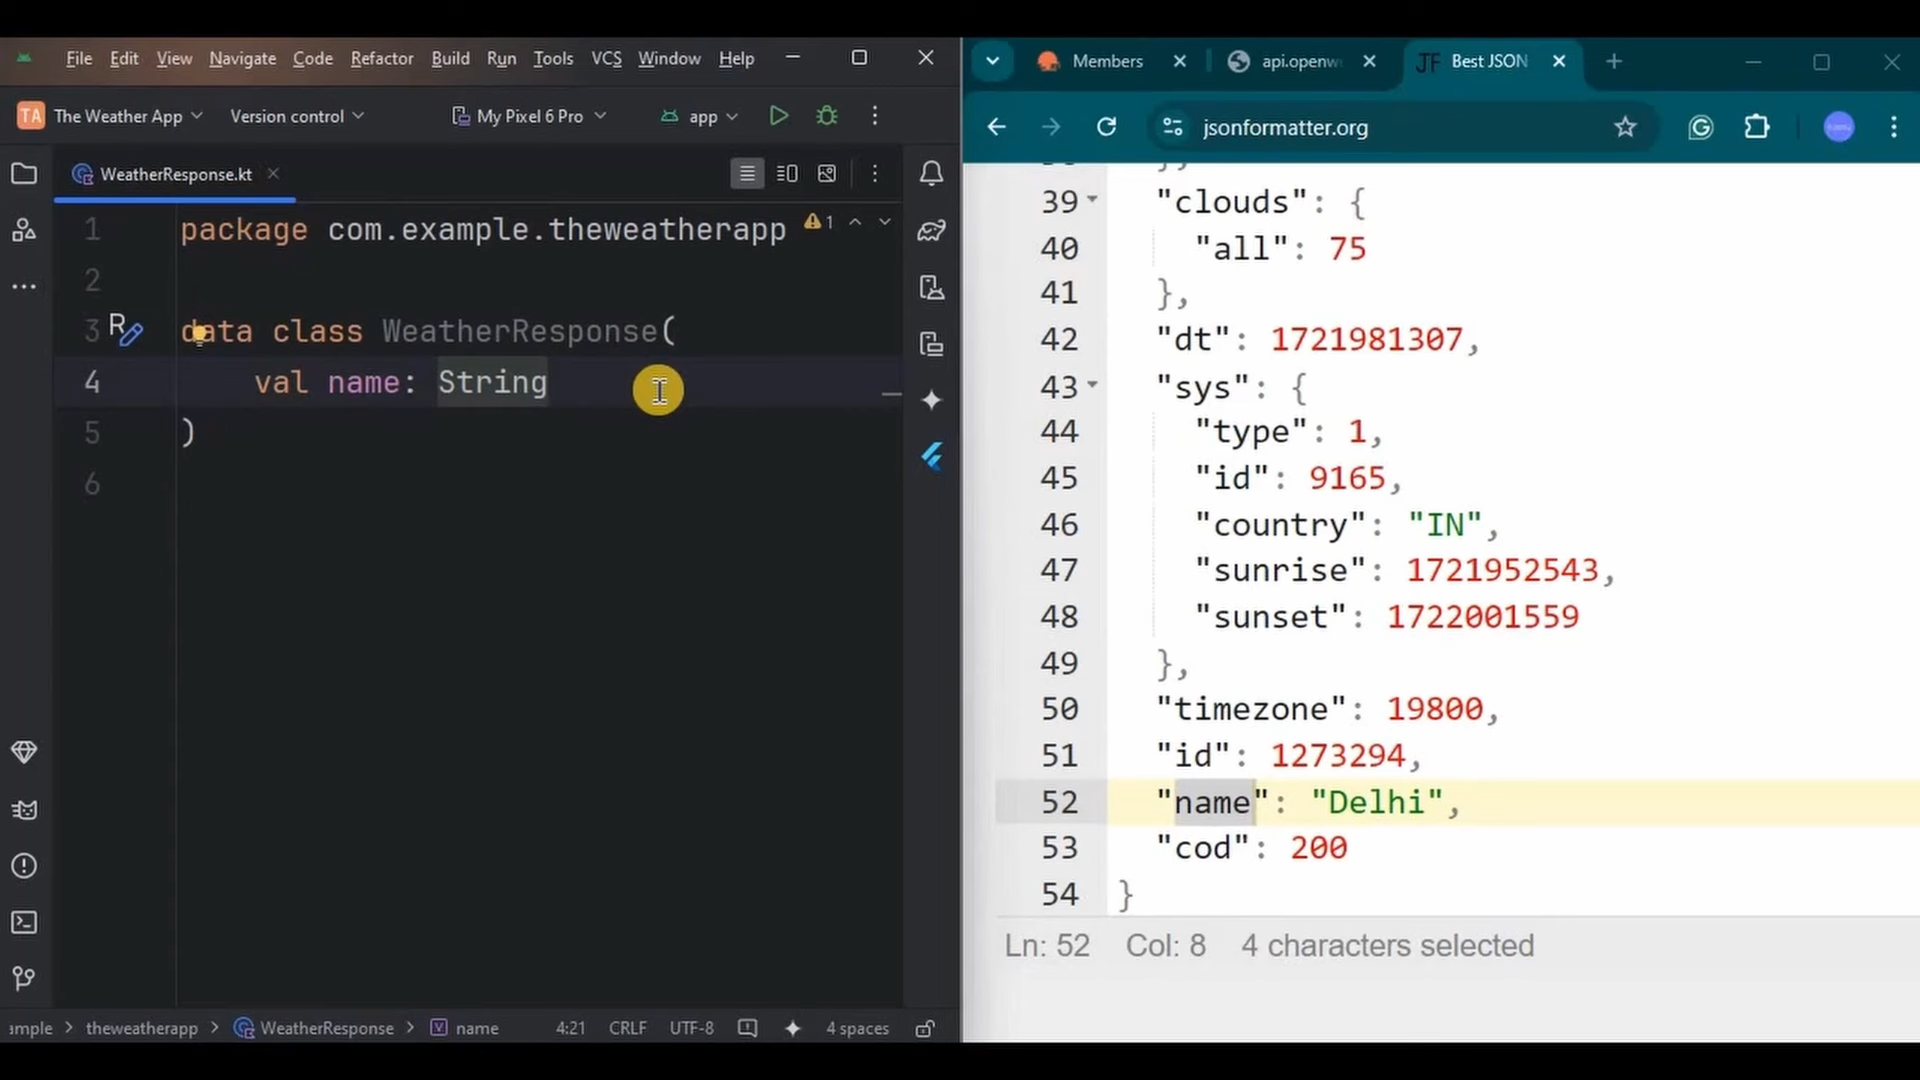 File Edit View Navigate Code Refactor Build Run Tools VCS Window Help
TA The Weather App Version control My Pixel 6 Pro app
WeatherResponse.kt
1 package com.example.theweatherapp 1
2
3 data class WeatherResponse(
4 val name: String
5 )
6
ample > theweatherapp > WeatherResponse > name 4:21 CRLF UTF-8 4 spaces
Members api.openw JF Best JSON
jsonformatter.org
39 "clouds": {
40 "all": 75
41 },
42 "dt": 1721981307,
43 "sys": {
44 "type": 1,
45 "id": 9165,
46 "country": "IN",
47 "sunrise": 1721952543,
48 "sunset": 1722001559
49 },
50 "timezone": 19800,
51 "id": 1273294,
52 "name": "Delhi",
53 "cod": 200
54 }
Ln: 52 Col: 8 4 characters selected